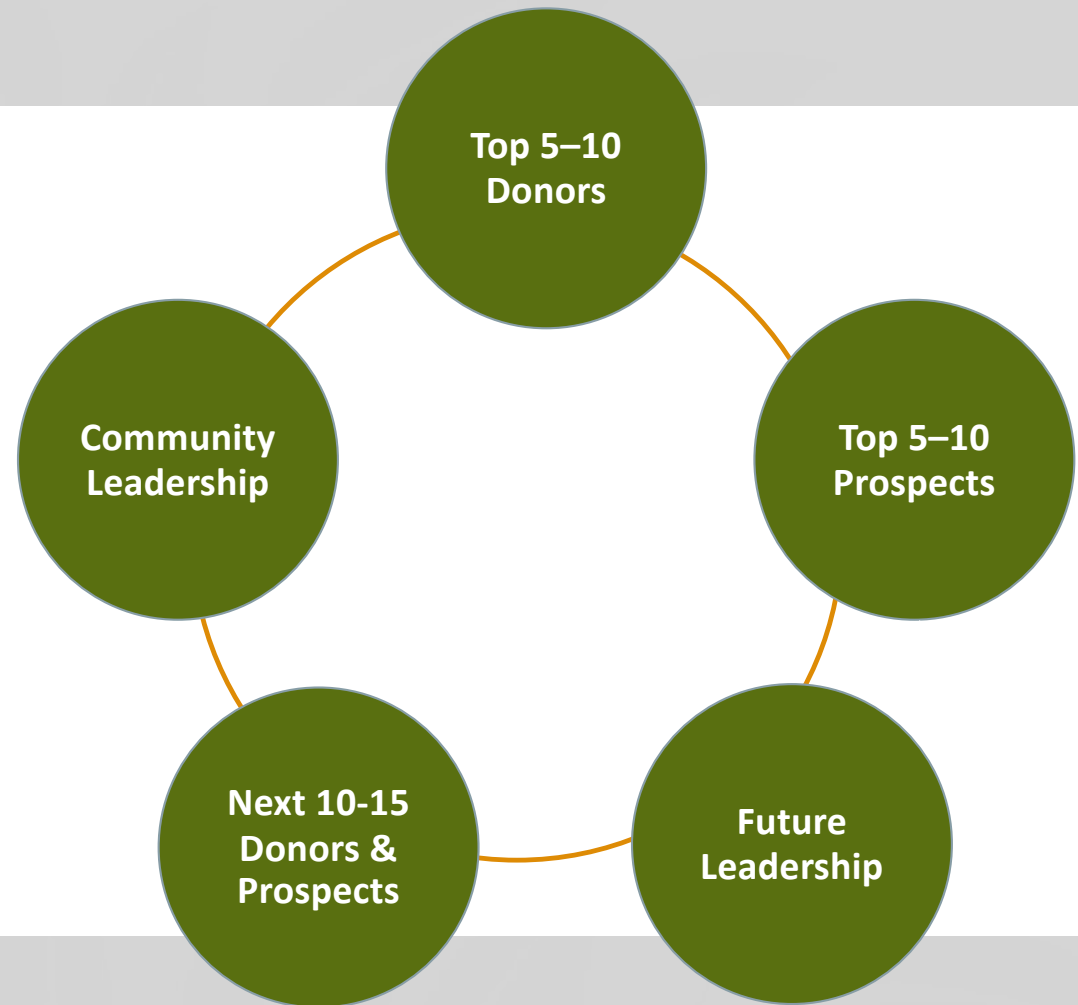 Top 5–10
Donors
Top 5–10
Prospects
Future
Leadership
Next 10-15
Donors &
Prospects
Community
Leadership